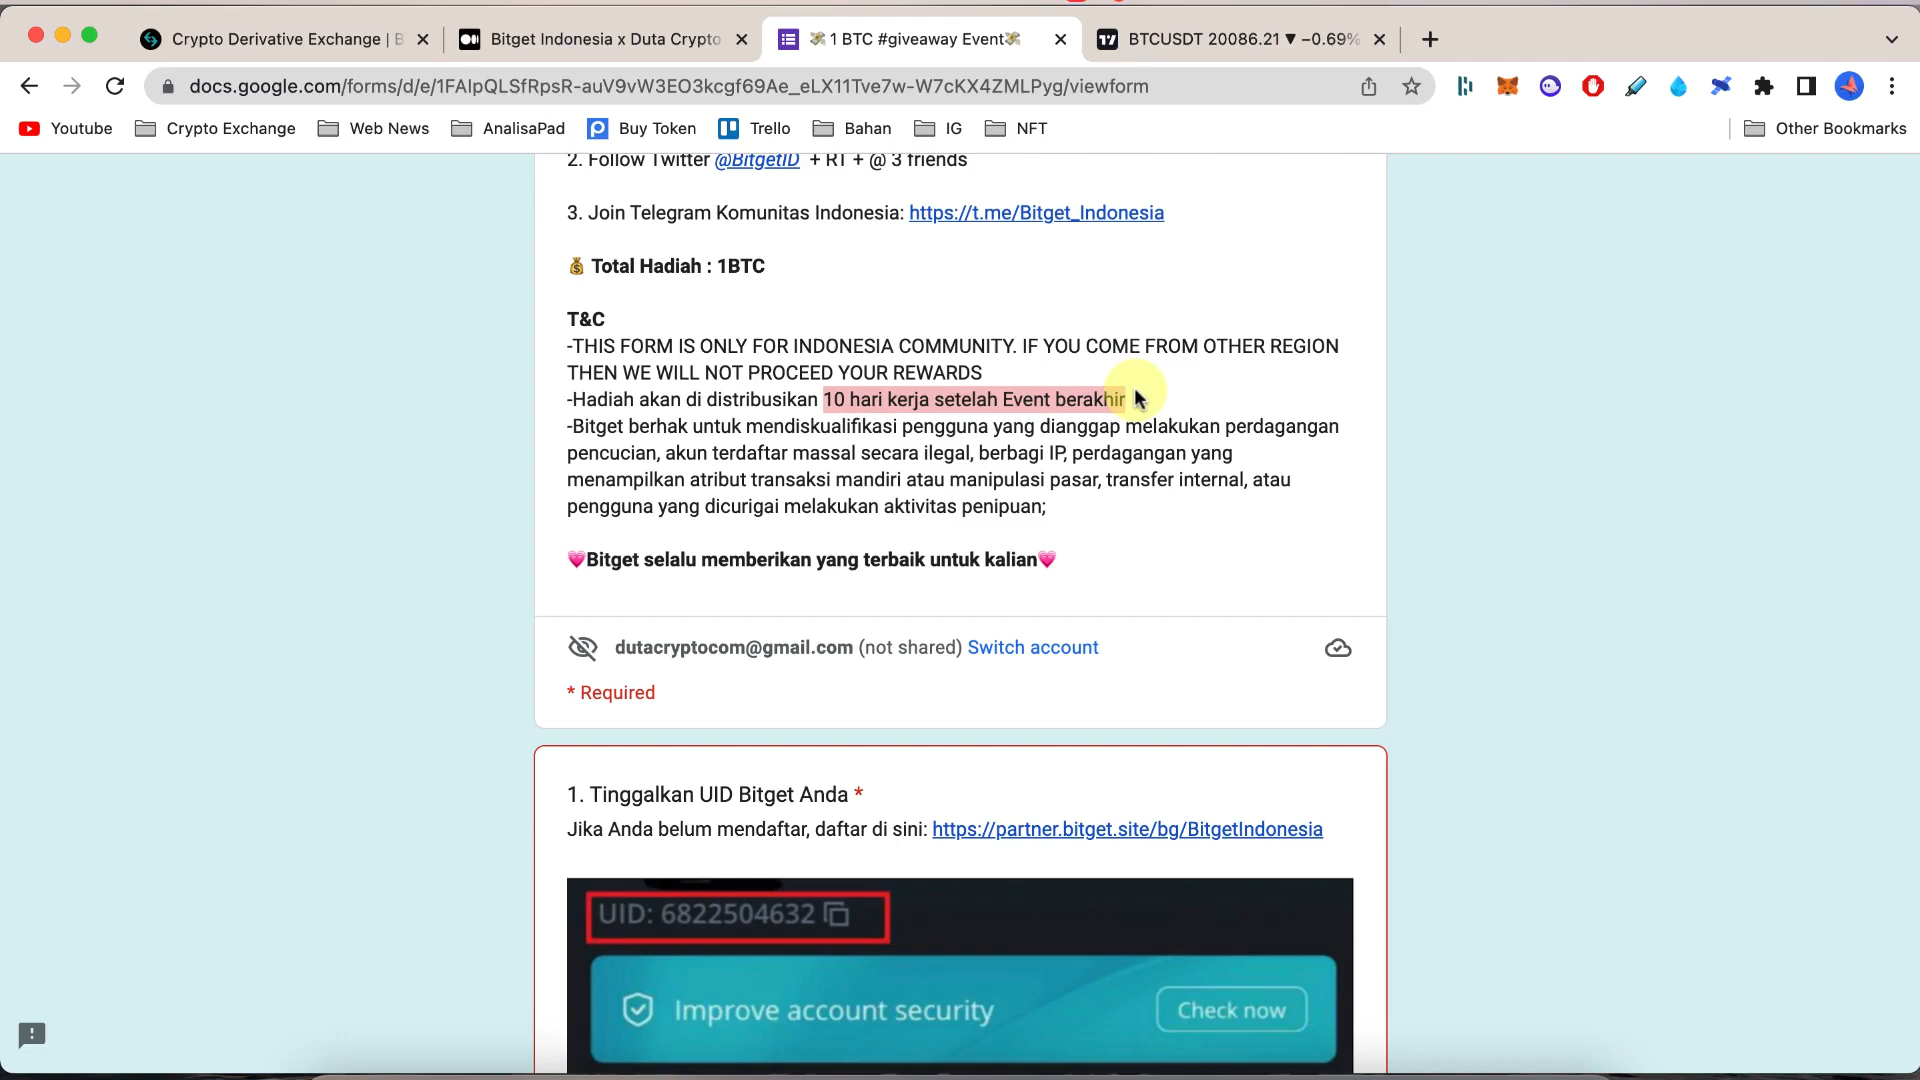 Crypto Derivative Exchange | B
Bitget Indonesia x Duta Crypto
💸1 BTC #giveaway Event💸
BTCUSDT 20086.21 ▼ −0.69%
docs.google.com/forms/d/e/1FAIpQLSfRpsR-auV9vW3EO3kcgf69Ae_eLX11Tve7w-W7cKX4ZMLPyg/viewform
Youtube
Crypto Exchange
Web News
AnalisaPad
Buy Token
Trello
Bahan
IG
NFT
Other Bookmarks
2. Follow Twitter @BitgetID + RT + @ 3 friends
3. Join Telegram Komunitas Indonesia: https://t.me/Bitget_Indonesia
💰 Total Hadiah : 1BTC
T&C
-THIS FORM IS ONLY FOR INDONESIA COMMUNITY. IF YOU COME FROM OTHER REGION
THEN WE WILL NOT PROCEED YOUR REWARDS
-Hadiah akan di distribusikan 10 hari kerja setelah Event berakhir
-Bitget berhak untuk mendiskualifikasi pengguna yang dianggap melakukan perdagangan
pencucian, akun terdaftar massal secara ilegal, berbagi IP, perdagangan yang
menampilkan atribut transaksi mandiri atau manipulasi pasar, transfer internal, atau
pengguna yang dicurigai melakukan aktivitas penipuan;
💗Bitget selalu memberikan yang terbaik untuk kalian💗
dutacryptocom@gmail.com (not shared) Switch account
* Required
1. Tinggalkan UID Bitget Anda *
Jika Anda belum mendaftar, daftar di sini: https://partner.bitget.site/bg/BitgetIndonesia
UID: 6822504632
Improve account security
Check now